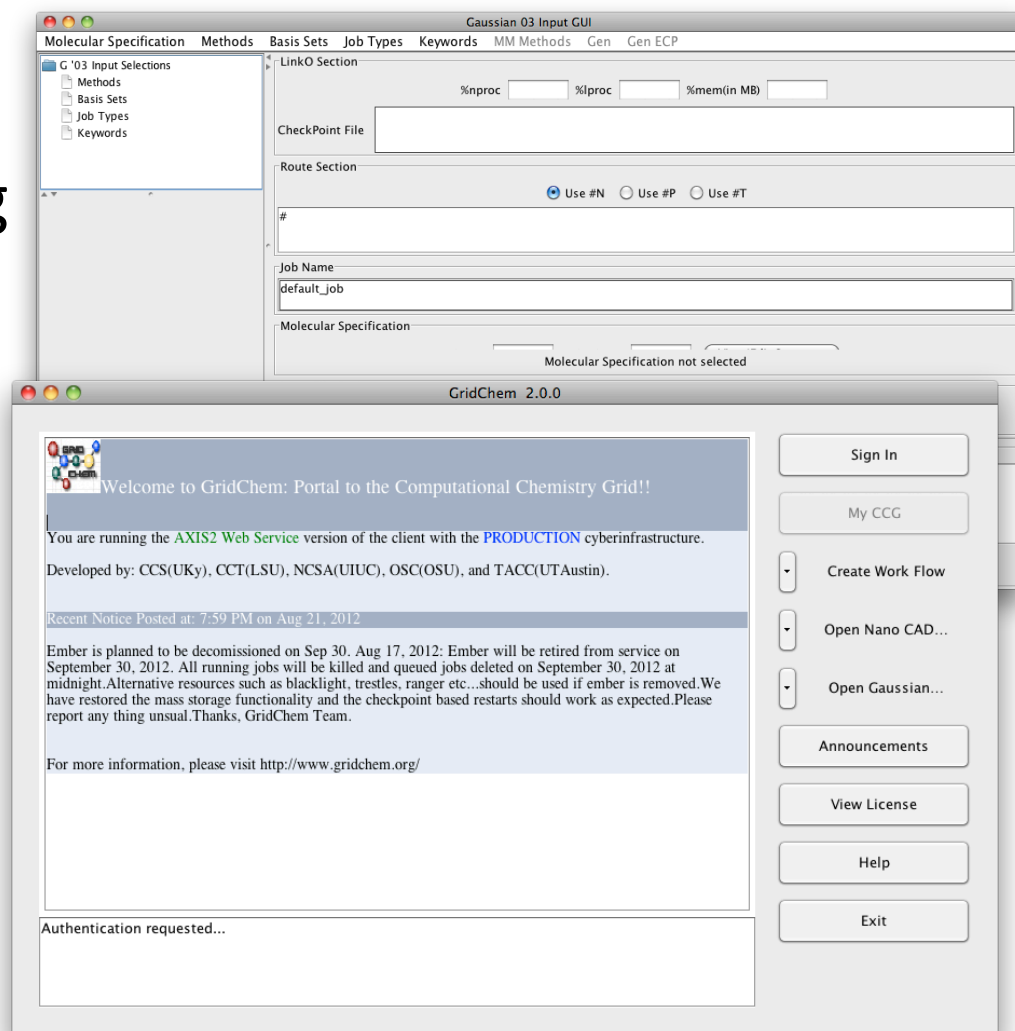 g
Gaussian 03 Input GUI
Molecular Specification Methods Basis Sets Job Types Keywords MM Methods Gen Gen ECP
G '03 Input Selections
Methods
Basis Sets
Job Types
Keywords
Link0 Section
%nproc %lproc %mem(in MB)
CheckPoint File
Route Section
Use #N Use #P Use #T
#
Job Name
default_job
Molecular Specification
Molecular Specification not selected
GridChem 2.0.0
GRID
CHEM
Welcome to GridChem: Portal to the Computational Chemistry Grid!!
You are running the AXIS2 Web Service version of the client with the PRODUCTION cyberinfrastructure.
Developed by: CCS(UKy), CCT(LSU), NCSA(UIUC), OSC(OSU), and TACC(UTAustin).
Recent Notice Posted at: 7:59 PM on Aug 21, 2012
Ember is planned to be decomissioned on Sep 30. Aug 17, 2012: Ember will be retired from service on
September 30, 2012. All running jobs will be killed and queued jobs deleted on September 30, 2012 at
midnight.Alternative resources such as blacklight, trestles, ranger etc...should be used if ember is removed.We
have restored the mass storage functionality and the checkpoint based restarts should work as expected.Please
report any thing unsual.Thanks, GridChem Team.
For more information, please visit http://www.gridchem.org/
Authentication requested...
Sign In
My CCG
Create Work Flow
Open Nano CAD...
Open Gaussian...
Announcements
View License
Help
Exit